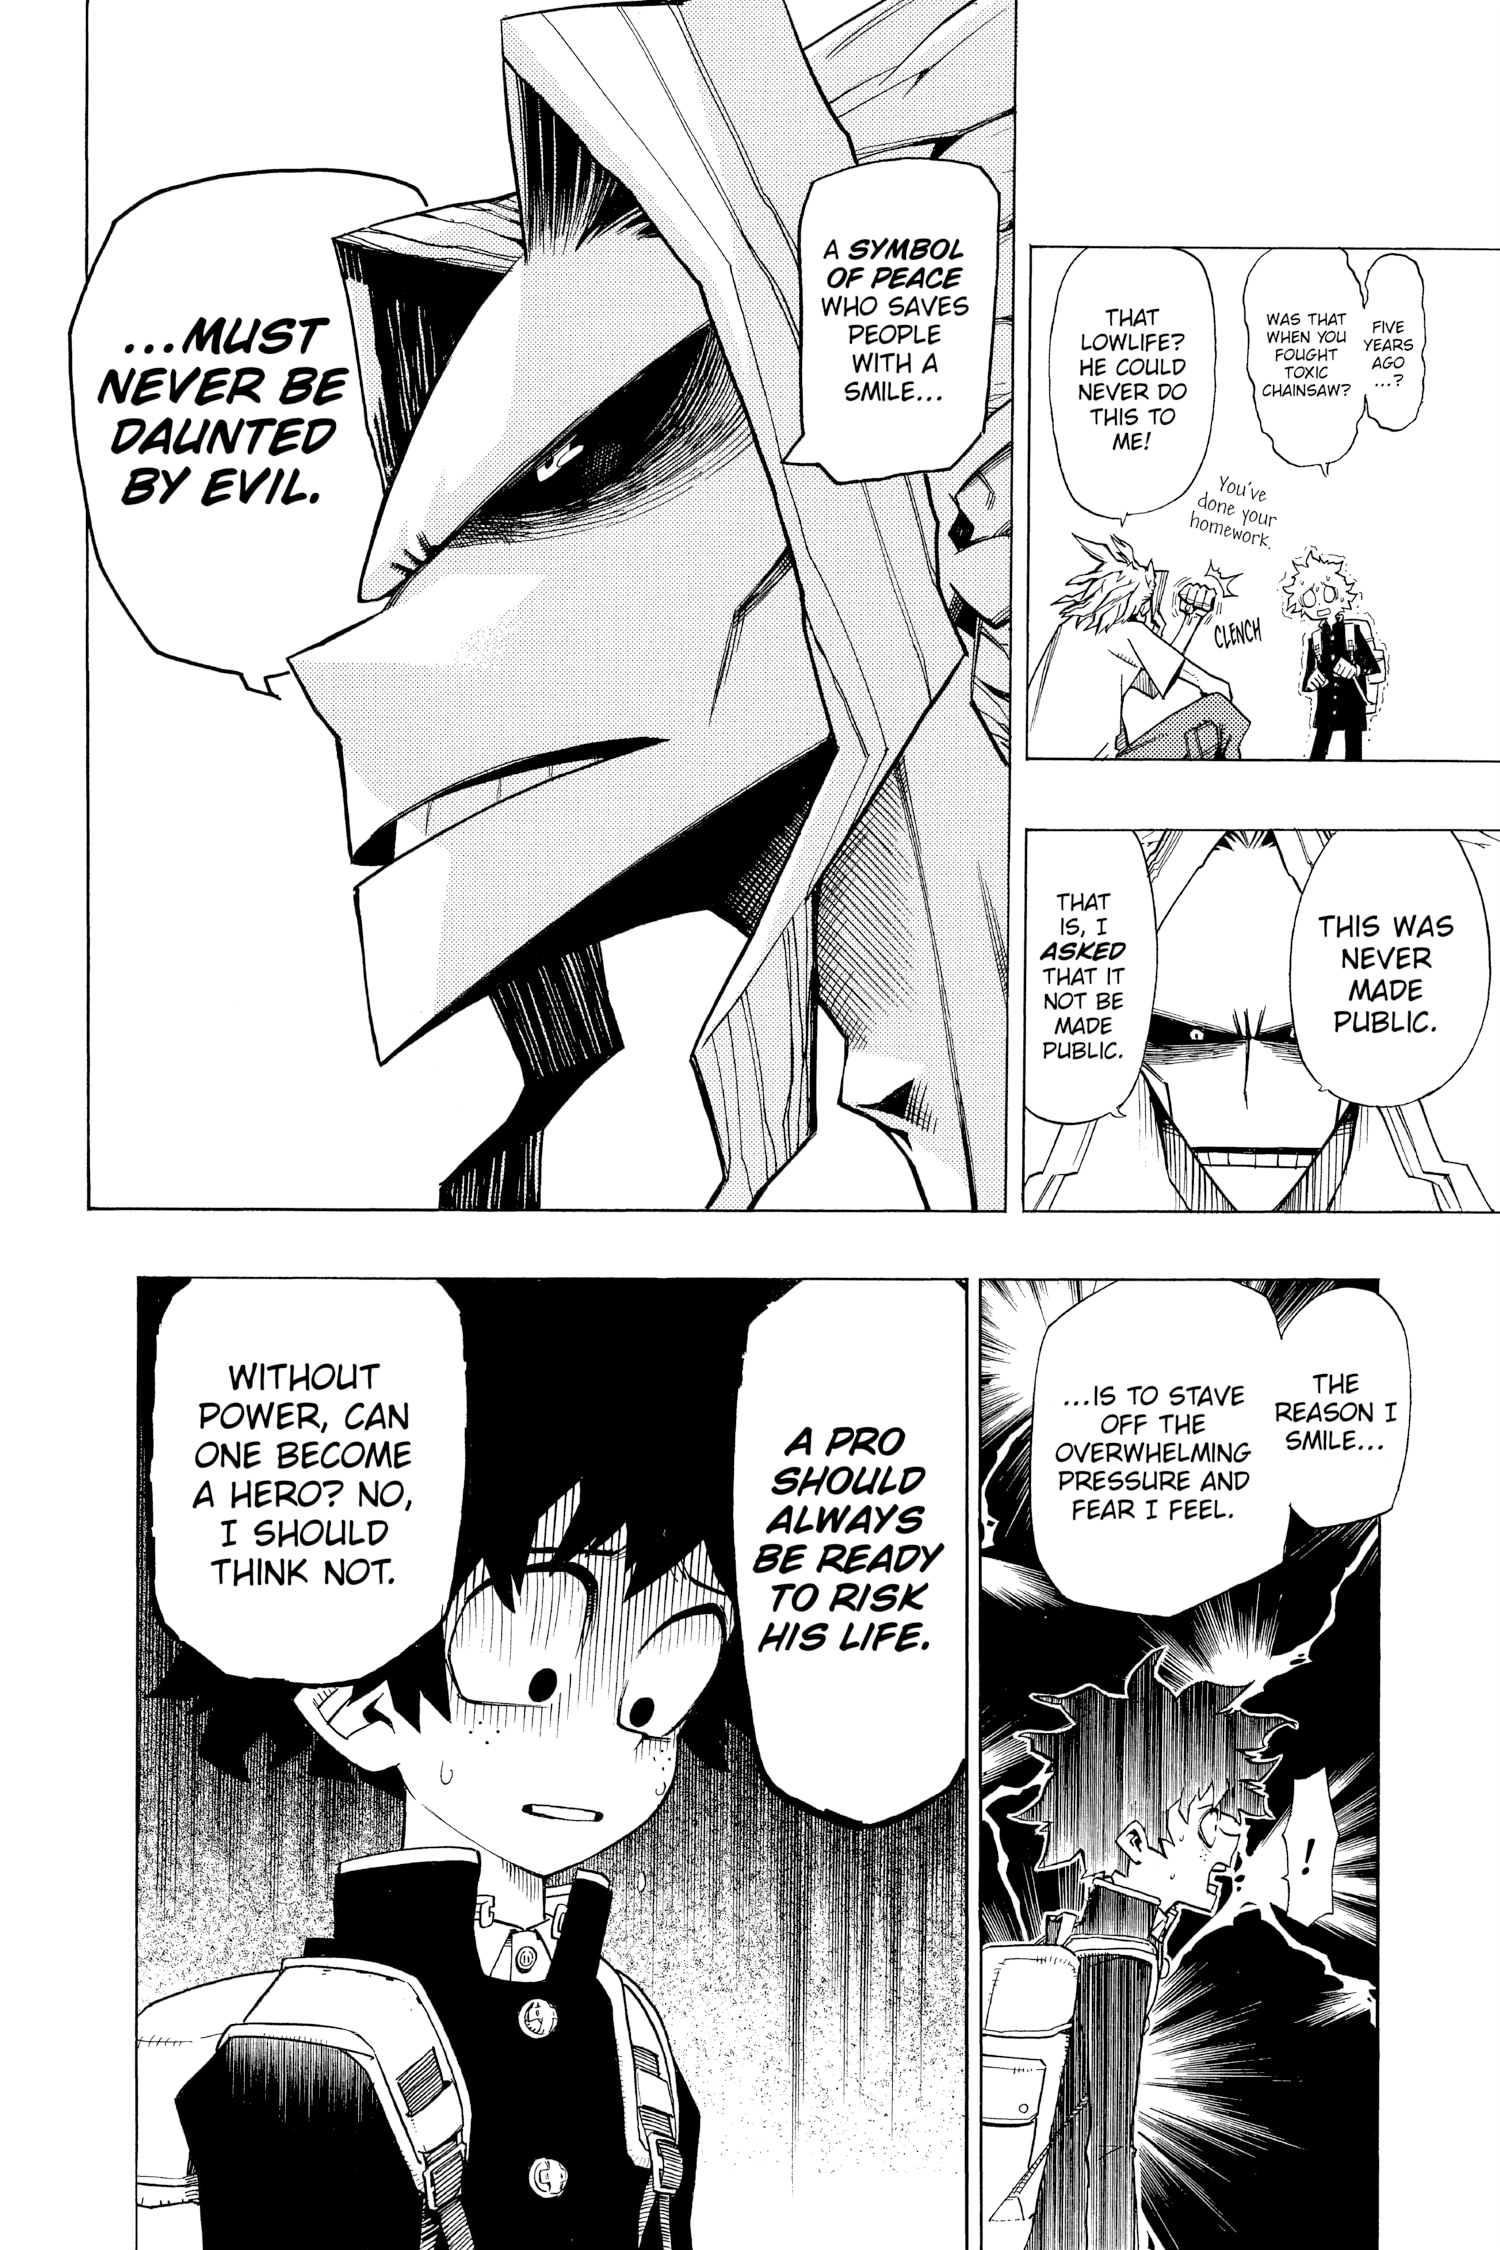 FIVE
YEARS
AGO
...?
WAS THAT
WHEN YOU
FOUGHT
TOXIC
CHAINSAW?
THAT
LOWLIFE?
HE COULD
NEVER DO
THIS TO
ME!
You've
done your
homework.
CLENCH
THIS WAS
NEVER
MADE
PUBLIC.
THAT
IS, I
ASKED
THAT IT
NOT BE
MADE
PUBLIC.
A SYMBOL
OF PEACE
WHO SAVES
PEOPLE
WITH A
SMILE...
...MUST
NEVER BE
DAUNTED
BY EVIL.
THE
REASON I
SMILE...
...IS TO STAVE
OFF THE
OVERWHELMING
PRESSURE AND
FEAR I FEEL.
!
A PRO
SHOULD
ALWAYS
BE READY
TO RISK
HIS LIFE.
WITHOUT
POWER, CAN
ONE BECOME
A HERO? NO,
I SHOULD
THINK NOT.